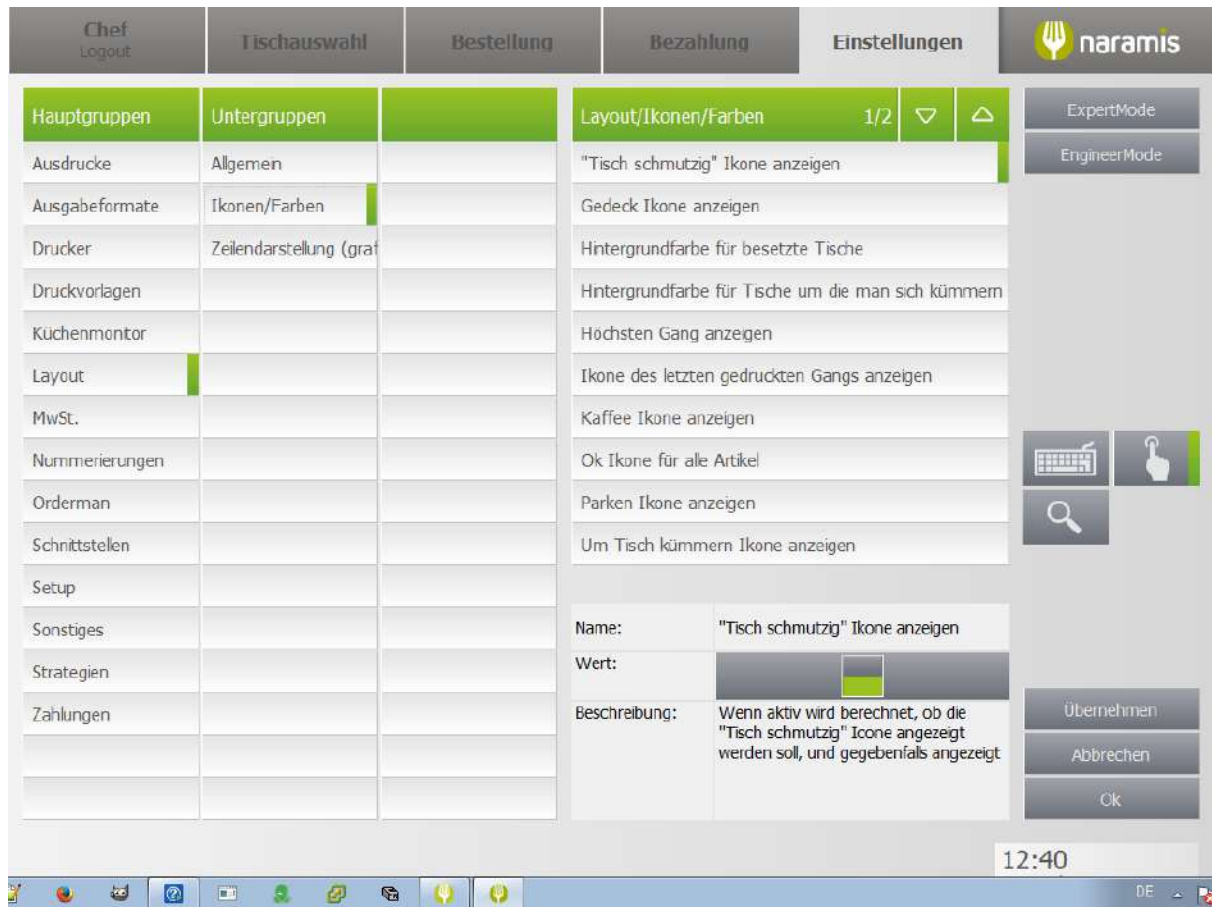 Chef
Logout
Tischauswahl
Bestellung
Bezahlung
Einstellungen
naramis
Hauptgruppen
Untergruppen
Ausdrucke
Allgemein
Ausgabeformate
Ikonen/Farben
Drucker
Zeilendarstellung (graf
Druckvorlagen
Küchenmontor
Layout
MwSt.
Nummerierungen
Orderman
Schnittstellen
Setup
Sonstiges
Strategien
Zahlungen
Layout/Ikonen/Farben 1/2
"Tisch schmutzig" Ikone anzeigen
Gedeck Ikone anzeigen
Hintergrundfarbe für besetzte Tische
Hintergrundfarbe für Tische um die man sich kümmern
Höchsten Gang anzeigen
Ikone des letzten gedruckten Gangs anzeigen
Kaffee Ikone anzeigen
Ok Ikone für alle Artikel
Parken Ikone anzeigen
Um Tisch kümmern Ikone anzeigen
Name: "Tisch schmutzig" Ikone anzeigen
Wert:
Beschreibung: Wenn aktiv wird berechnet, ob die
"Tisch schmutzig" Icone angezeigt
werden soll, und gegebenfals angezeigt
ExpertMode
EngineerMode
Übernehmen
Abbrechen
Ok
12:40
DE